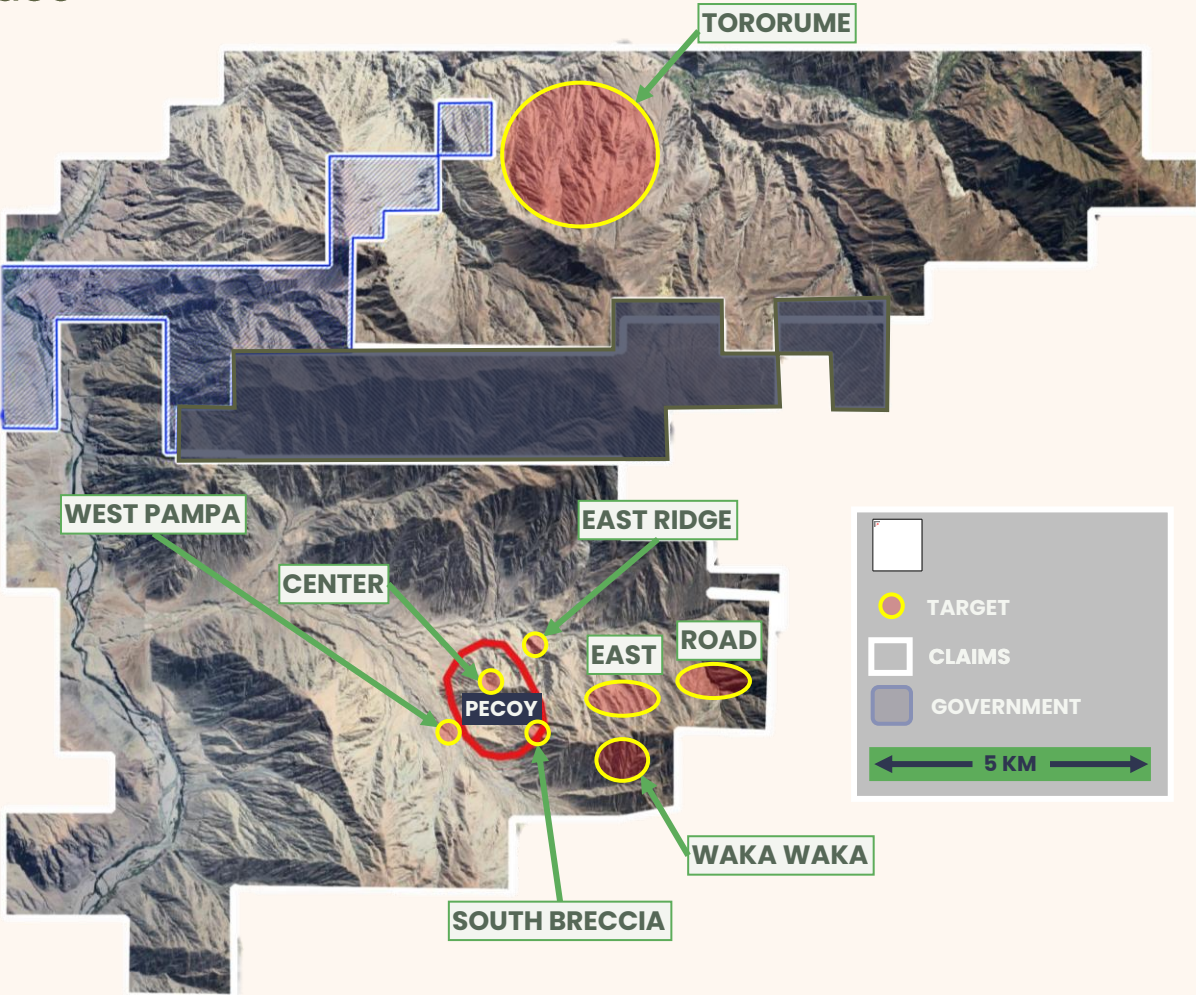 TORORUME
WEST PAMPA
EAST RIDGE
CENTER
ROAD
EAST
PECOY
TARGET
CLAIMS
GOVERNMENT
5 KM
WAKA WAKA
SOUTH BRECCIA